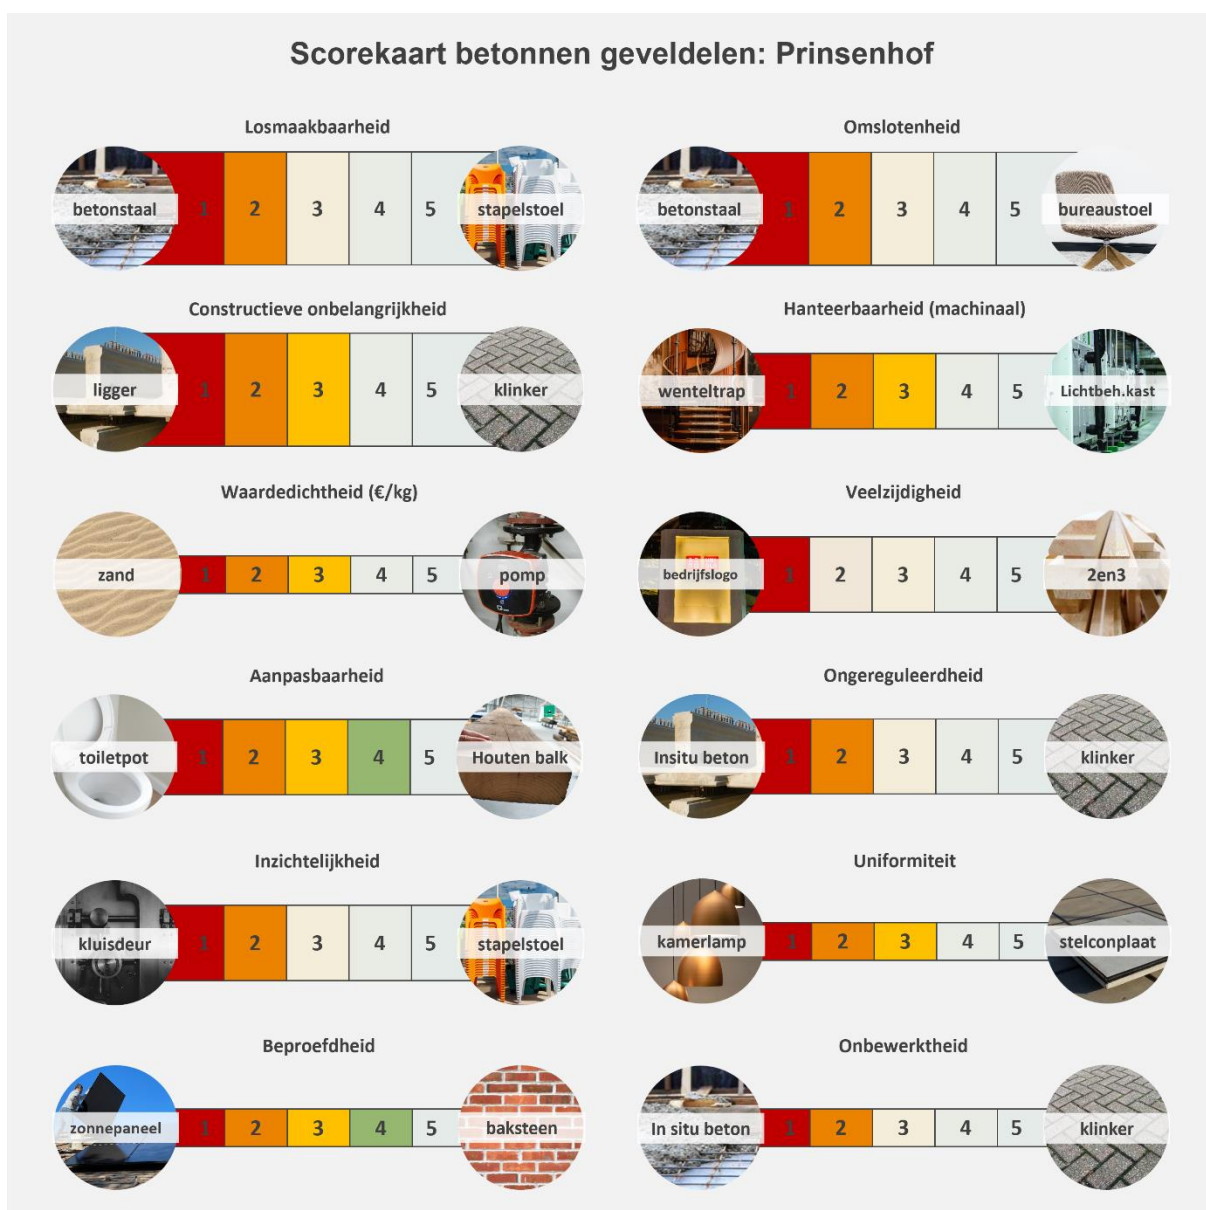 Scorekaart betonnen geveldelen: Prinsenhof
Losmaakbaarheid
betonstaal 1 2 3 4 5 stapelstoel
Omslotenheid
betonstaal 1 2 3 4 5 bureaustoel
Constructieve onbelangrijkheid
ligger 1 2 3 4 5 klinker
Hanteerbaarheid (machinaal)
wenteltrap 1 2 3 4 5 Lichtbeh.kast
Waardedichtheid (€/kg)
zand 1 2 3 4 5 pomp
Veelzijdigheid
bedrijfslogo 1 2 3 4 5 2en3
Aanpasbaarheid
toiletpot 1 2 3 4 5 Houten balk
Ongereguleerdheid
Insitu beton 1 2 3 4 5 klinker
Inzichtelijkheid
kluisdeur 1 2 3 4 5 stapelstoel
Uniformiteit
kamerlamp 1 2 3 4 5 stelconplaat
Beproefdheid
zonnepaneel 1 2 3 4 5 baksteen
Onbewerktheid
In situ beton 1 2 3 4 5 klinker